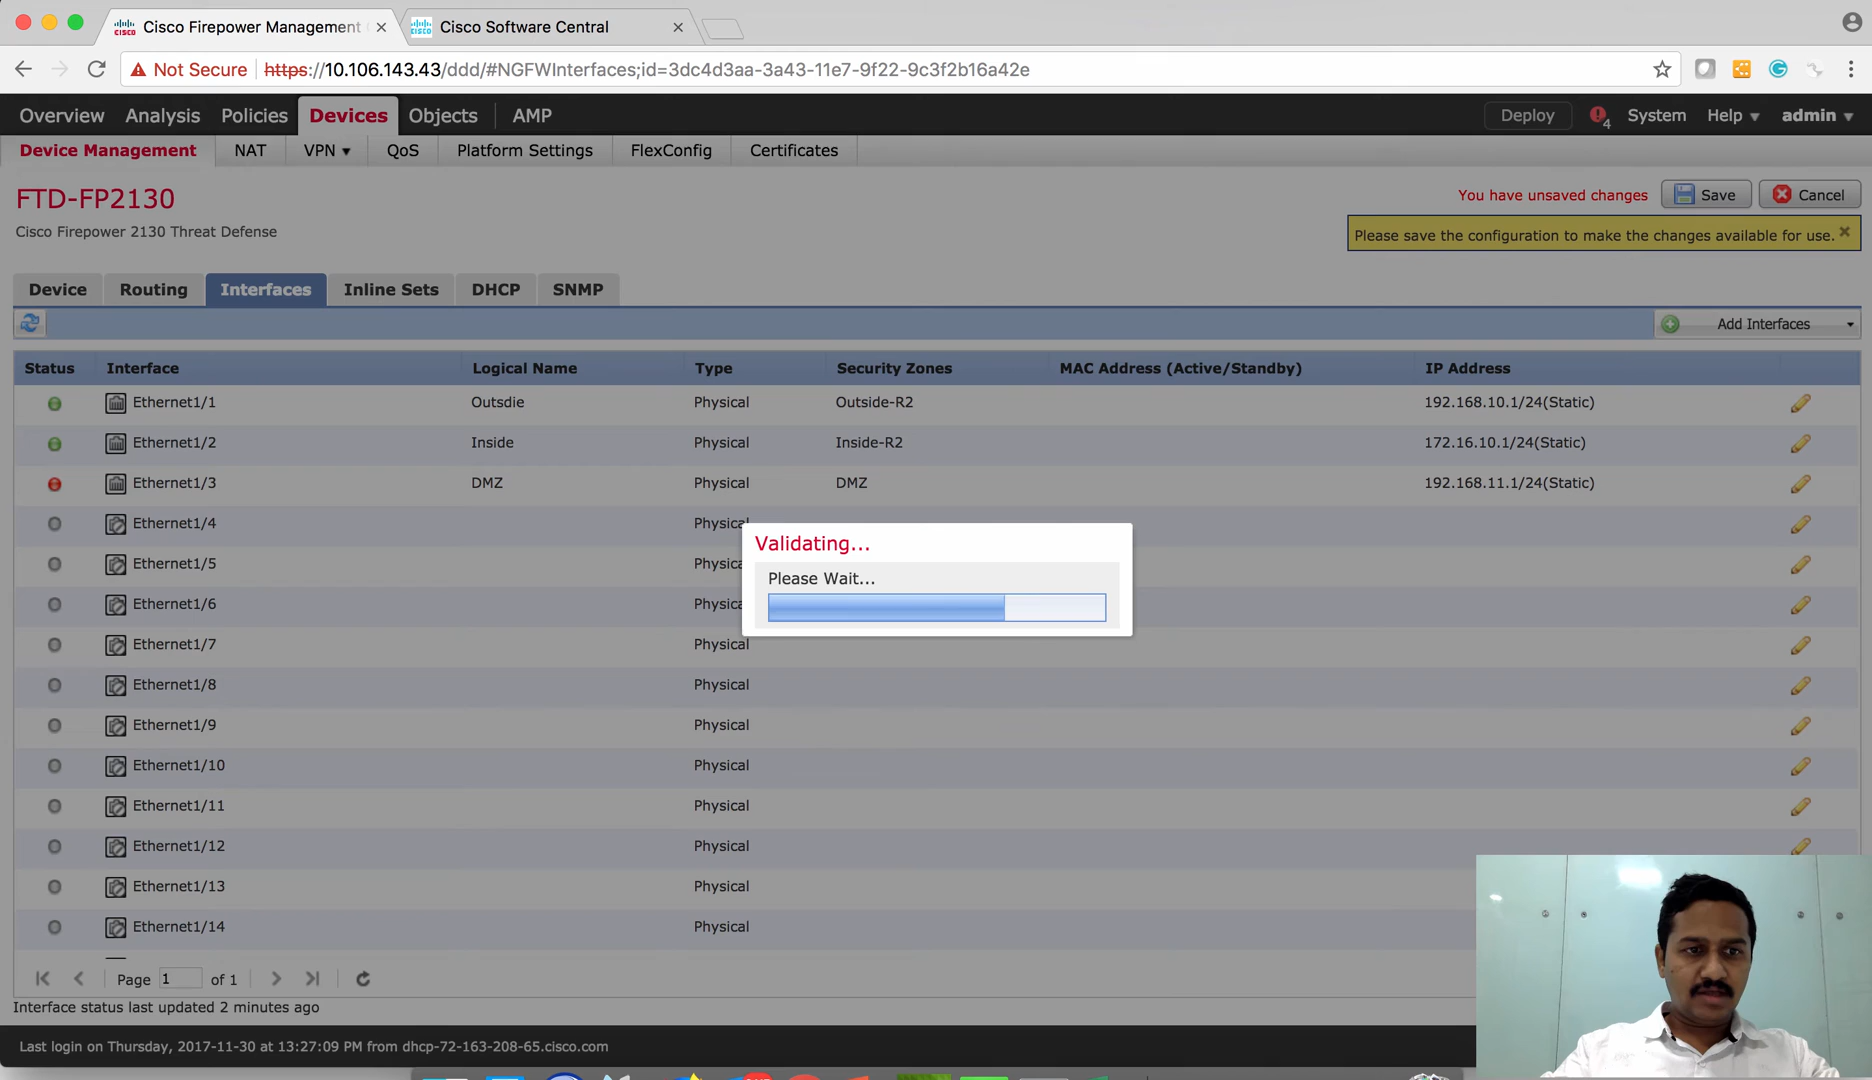 Cisco Firepower Management
Cisco Software Central
Not Secure https://10.106.143.43/ddd/#NGFWInterfaces;id=3dc4d3aa-3a43-11e7-9f22-9c3f2b16a42e
Overview Analysis Policies Devices Objects AMP Deploy 4 System Help admin
Device Management NAT VPN QoS Platform Settings FlexConfig Certificates
FTD-FP2130
You have unsaved changes Save Cancel
Cisco Firepower 2130 Threat Defense
Please save the configuration to make the changes available for use.
Device Routing Interfaces Inline Sets DHCP SNMP
Add Interfaces
Status Interface Logical Name Type Security Zones MAC Address (Active/Standby) IP Address
Ethernet1/1 Outsdie Physical Outside-R2 192.168.10.1/24(Static)
Ethernet1/2 Inside Physical Inside-R2 172.16.10.1/24(Static)
Ethernet1/3 DMZ Physical DMZ 192.168.11.1/24(Static)
Ethernet1/4 Physical
Ethernet1/5 Physica
Ethernet1/6 Physica
Ethernet1/7 Physical
Ethernet1/8 Physical
Ethernet1/9 Physical
Ethernet1/10 Physical
Ethernet1/11 Physical
Ethernet1/12 Physical
Ethernet1/13 Physical
Ethernet1/14 Physical
Validating...
Please Wait...
Page 1 of 1
Interface status last updated 2 minutes ago
Last login on Thursday, 2017-11-30 at 13:27:09 PM from dhcp-72-163-208-65.cisco.com